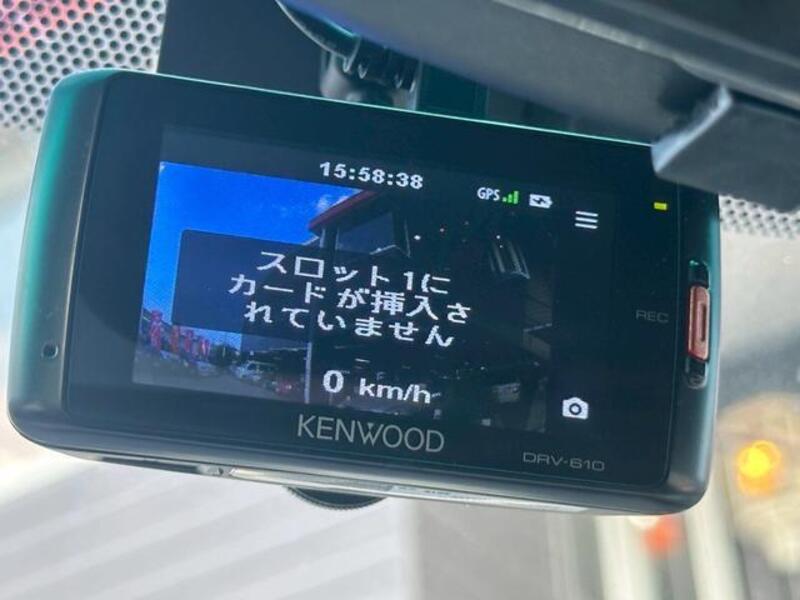 15:58:38
GPS
スロット1に
カードが挿入さ
れていません
REC
0 km/h
KENWOOD
DRV-610